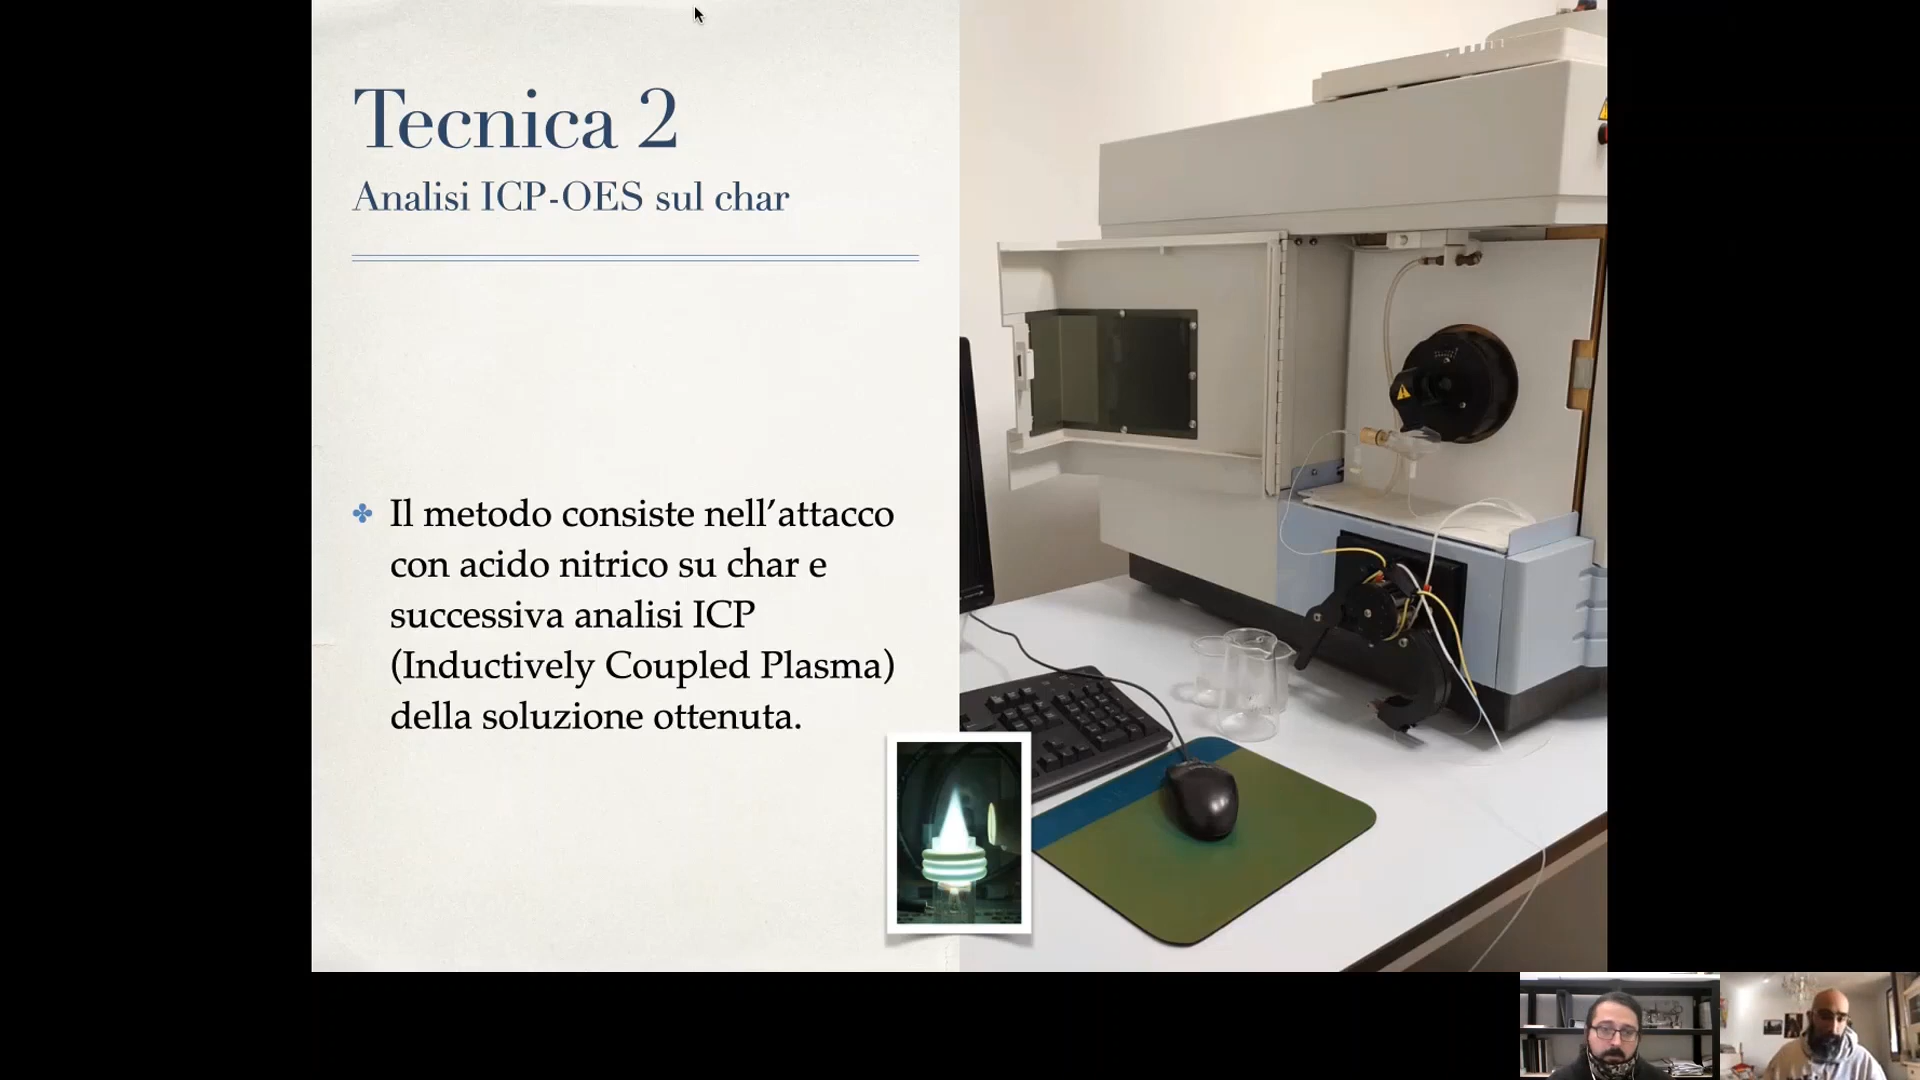 Tecnica 2
Analisi ICP-OES sul char
Il metodo consiste nell’attacco
con acido nitrico su char e
successiva analisi ICP
(Inductively Coupled Plasma)
della soluzione ottenuta.